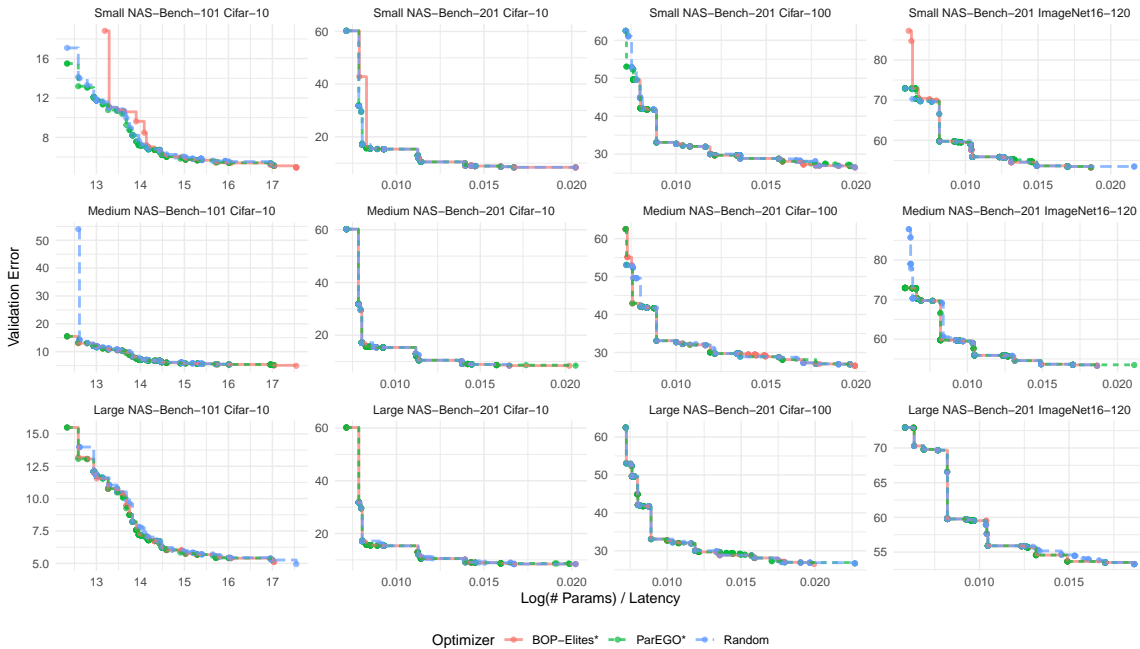 Small NAS−Bench−101 Cifar−10
Small NAS−Bench−201 Cifar−10
Small NAS−Bench−201 Cifar−100
Small NAS−Bench−201 ImageNet16−120
16
12
8
13 14 15 16 17
60
40
20
0.010 0.015 0.020
60
50
40
30
0.010 0.015 0.020
80
70
60
0.010 0.015 0.020
Medium NAS−Bench−101 Cifar−10
Medium NAS−Bench−201 Cifar−10
Medium NAS−Bench−201 Cifar−100
Medium NAS−Bench−201 ImageNet16−120
Validation Error
50
40
30
20
10
13 14 15 16 17
60
40
20
0.010 0.015 0.020
60
50
40
30
0.010 0.015 0.020
80
70
60
0.010 0.015 0.020
Large NAS−Bench−101 Cifar−10
Large NAS−Bench−201 Cifar−10
Large NAS−Bench−201 Cifar−100
Large NAS−Bench−201 ImageNet16−120
15.0
12.5
10.0
7.5
5.0
13 14 15 16 17
60
40
20
0.010 0.015 0.020
60
50
40
30
0.010 0.015 0.020
70
65
60
55
0.010 0.015
Log(# Params) / Latency
Optimizer BOP−Elites* ParEGO* Random